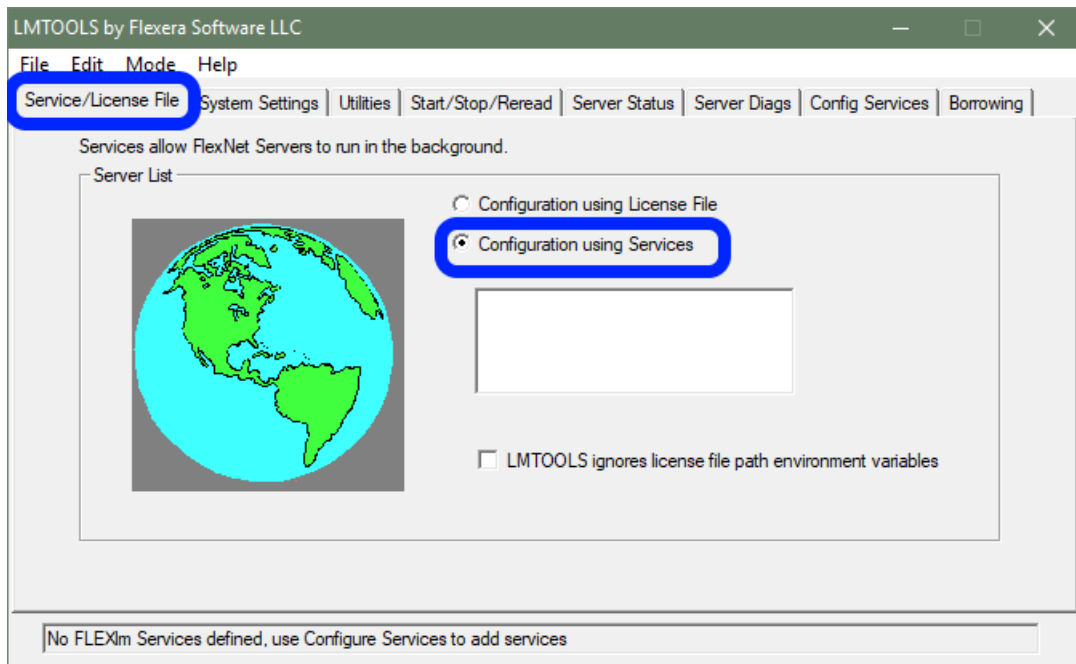 LMTOOLS by Flexera Software LLC
File Edit Mode Help
Service/License File System Settings Utilities Start/Stop/Reread Server Status Server Diags Config Services Borrowing
Services allow FlexNet Servers to run in the background.
Server List
Configuration using License File
Configuration using Services
LMTOOLS ignores license file path environment variables
No FLEXlm Services defined, use Configure Services to add services